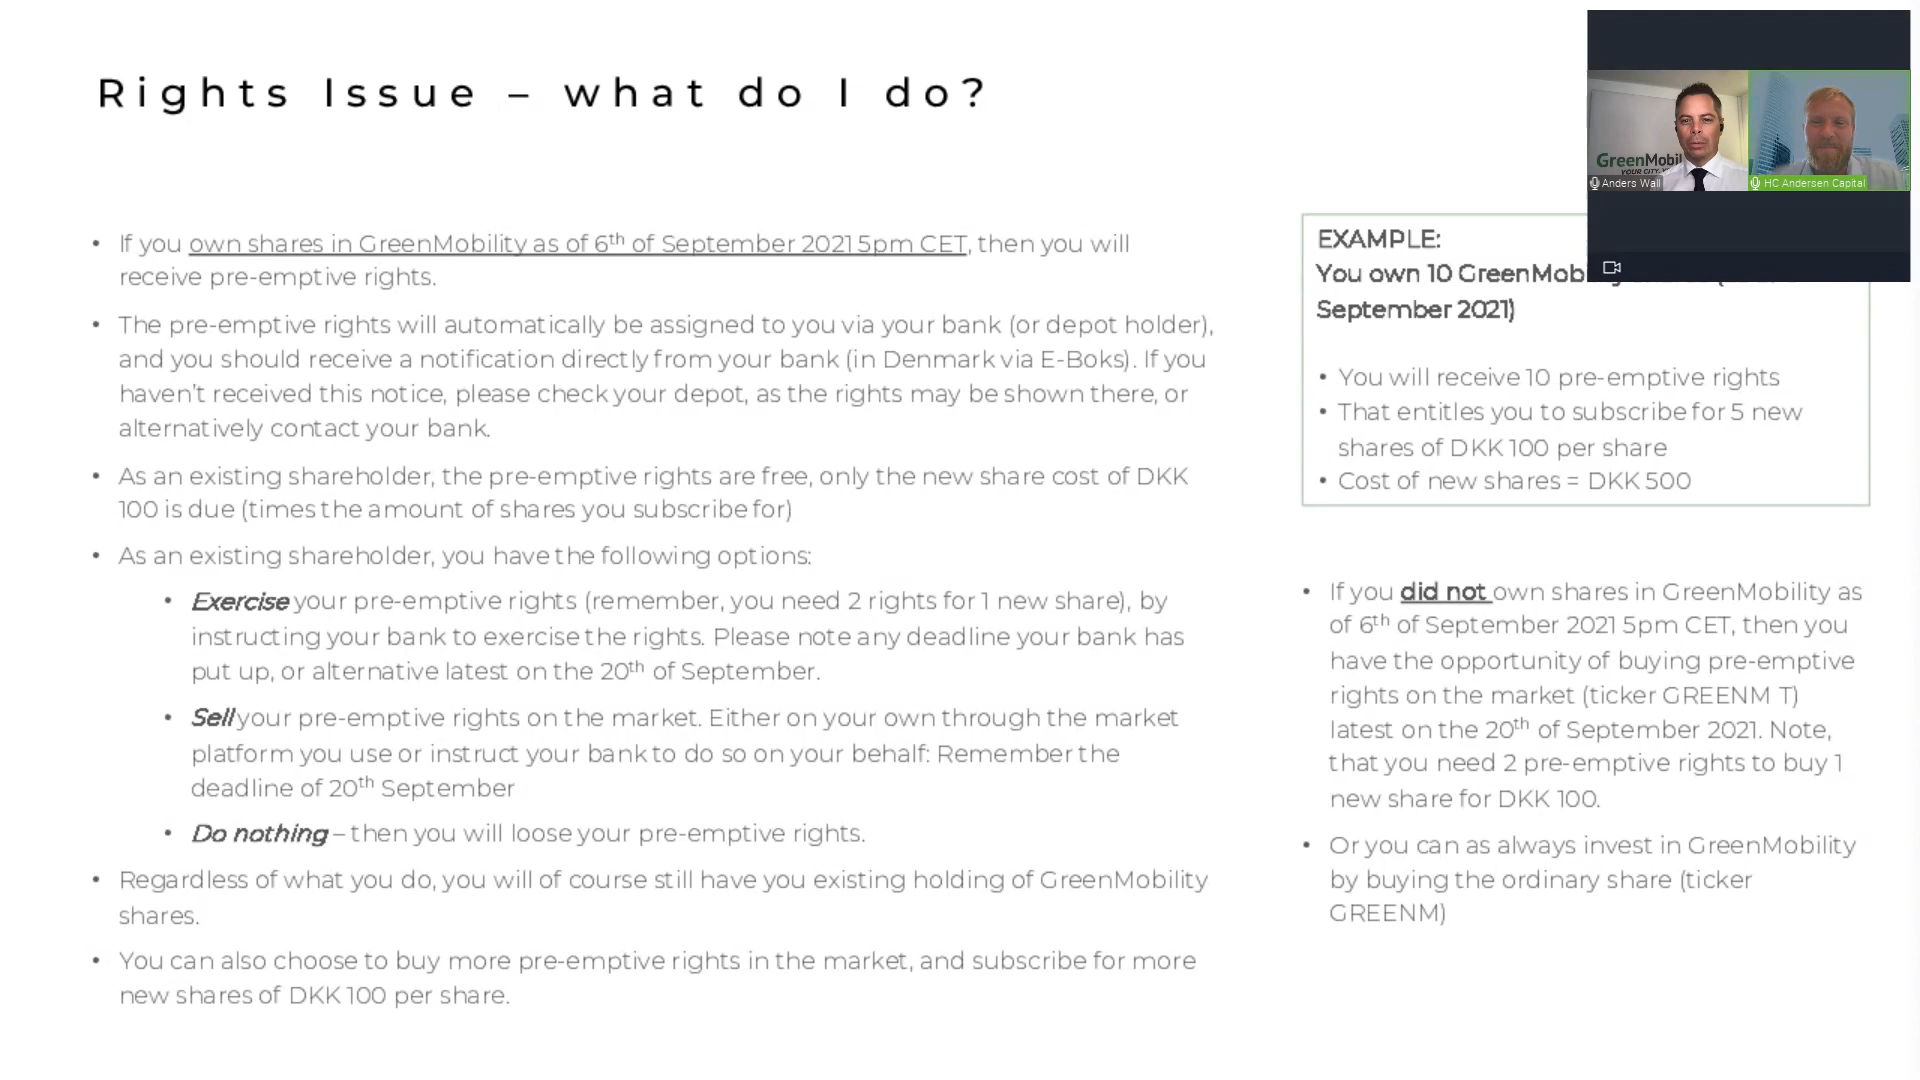 Rights Issue – what do I do?
• If you own shares in GreenMobility as of 6th of September 2021 5pm CET, then you will
receive pre-emptive rights.
• The pre-emptive rights will automatically be assigned to you via your bank (or depot holder),
and you should receive a notification directly from your bank (in Denmark via E-Boks). If you
haven’t received this notice, please check your depot, as the rights may be shown there, or
alternatively contact your bank.
• As an existing shareholder, the pre-emptive rights are free, only the new share cost of DKK
100 is due (times the amount of shares you subscribe for)
• As an existing shareholder, you have the following options:
• Exercise your pre-emptive rights (remember, you need 2 rights for 1 new share), by
instructing your bank to exercise the rights. Please note any deadline your bank has
put up, or alternative latest on the 20th of September.
• Sell your pre-emptive rights on the market. Either on your own through the market
platform you use or instruct your bank to do so on your behalf: Remember the
deadline of 20th September
• Do nothing – then you will loose your pre-emptive rights.
• Regardless of what you do, you will of course still have you existing holding of GreenMobility
shares.
• You can also choose to buy more pre-emptive rights in the market, and subscribe for more
new shares of DKK 100 per share.
GreenMobil
YOUR CITY
Anders Wall
HC Andersen Capital
EXAMPLE:
You own 10 GreenMob
September 2021)
• You will receive 10 pre-emptive rights
• That entitles you to subscribe for 5 new
shares of DKK 100 per share
• Cost of new shares = DKK 500
• If you did not own shares in GreenMobility as
of 6th of September 2021 5pm CET, then you
have the opportunity of buying pre-emptive
rights on the market (ticker GREENM T)
latest on the 20th of September 2021. Note,
that you need 2 pre-emptive rights to buy 1
new share for DKK 100.
• Or you can as always invest in GreenMobility
by buying the ordinary share (ticker
GREENM)